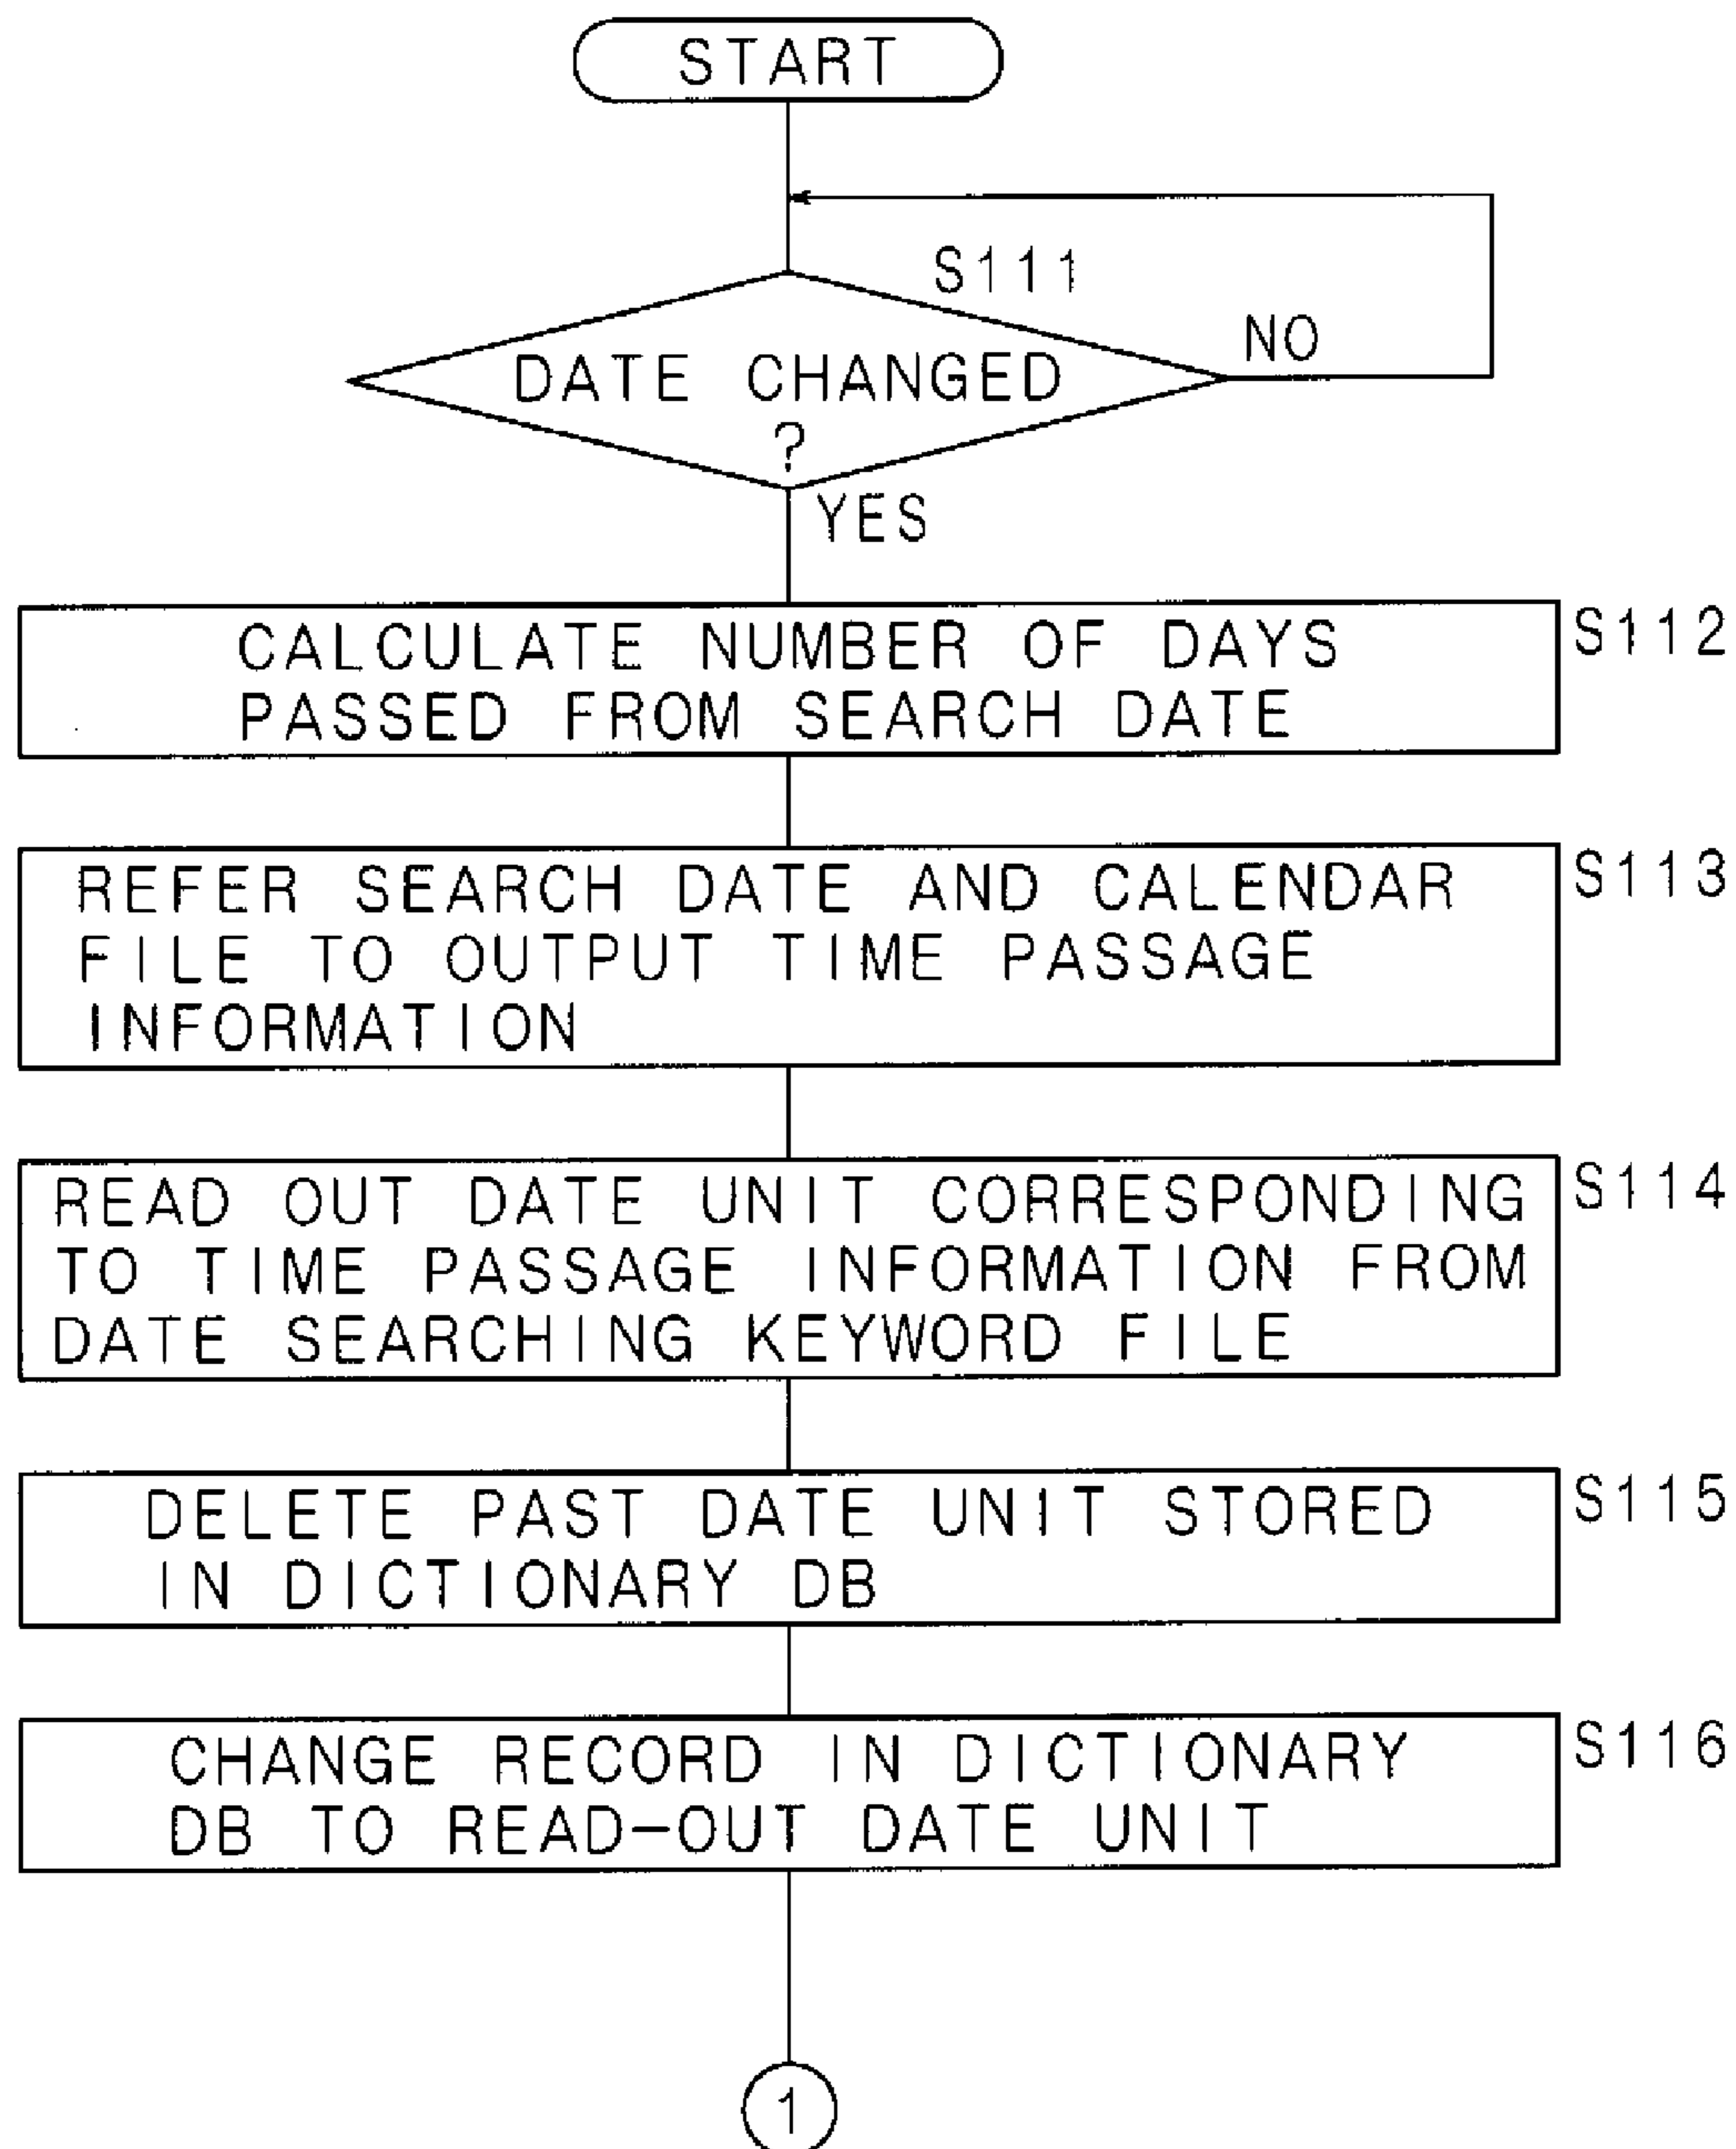 START
S111
DATE CHANGED
?
NO
YES
CALCULATE NUMBER OF DAYS
PASSED FROM SEARCH DATE
S112
REFER SEARCH DATE AND CALENDAR
FILE TO OUTPUT TIME PASSAGE
INFORMATION
S113
READ OUT DATE UNIT CORRESPONDING
TO TIME PASSAGE INFORMATION FROM
DATE SEARCHING KEYWORD FILE
S114
DELETE PAST DATE UNIT STORED
IN DICTIONARY DB
S115
CHANGE RECORD IN DICTIONARY
DB TO READ-OUT DATE UNIT
S116
1